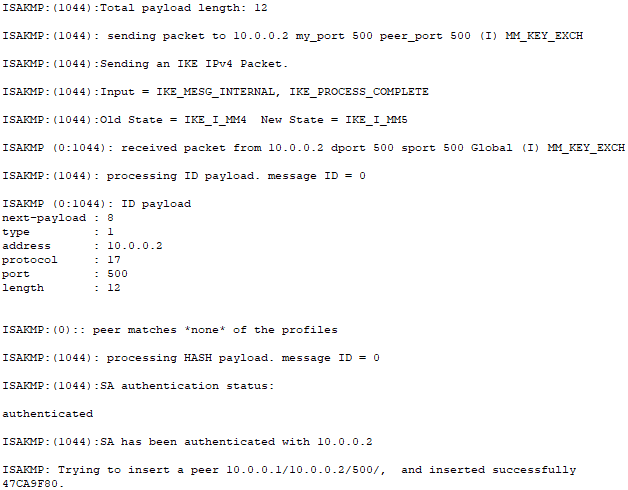 ISAKMP:(1044):Total payload length: 12
ISAKMP:(1044): sending packet to 10.0.0.2 my_port 500 peer_port 500 (I) MM_KEY_EXCH
ISAKMP:(1044):Sending an IKE IPv4 Packet.
ISAKMP:(1044):Input = IKE_MESG_INTERNAL, IKE_PROCESS_COMPLETE
ISAKMP:(1044):Old State = IKE_I_MM4  New State = IKE_I_MM5
ISAKMP (0:1044): received packet from 10.0.0.2 dport 500 sport 500 Global (I) MM_KEY_EXCH
ISAKMP:(1044): processing ID payload. message ID = 0
ISAKMP (0:1044): ID payload
next-payload : 8
type         : 1
address      : 10.0.0.2
protocol     : 17
port         : 500
length       : 12
ISAKMP:(0):: peer matches *none* of the profiles
ISAKMP:(1044): processing HASH payload. message ID = 0
ISAKMP:(1044):SA authentication status:
authenticated
ISAKMP:(1044):SA has been authenticated with 10.0.0.2
ISAKMP: Trying to insert a peer 10.0.0.1/10.0.0.2/500/,  and inserted successfully
47CA9F80.